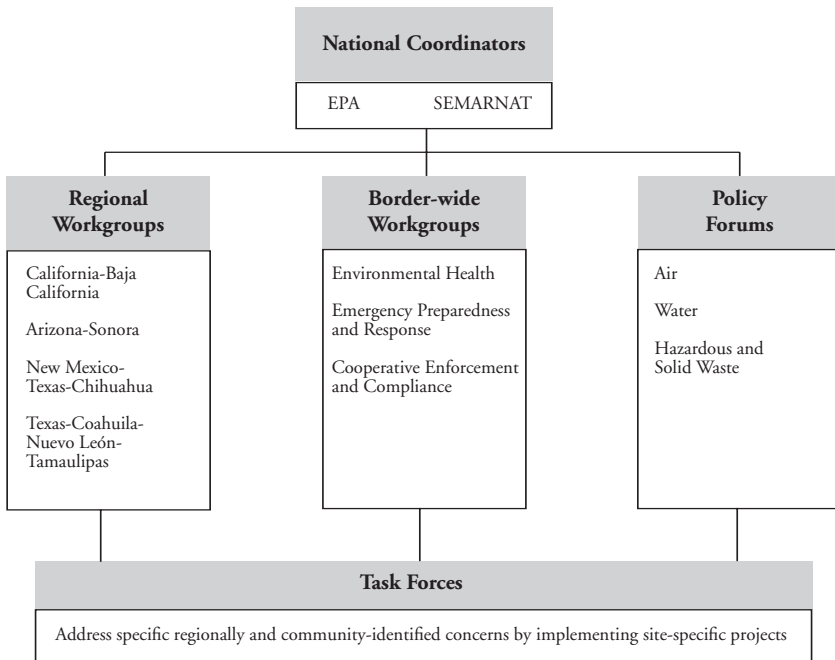 National Coordinators
EPA SEMARNAT
Regional
Workgroups
California-Baja
California
Arizona-Sonora
New Mexico-
Texas-Chihuahua
Texas-Coahuila-
Nuevo León-
Tamaulipas
Border-wide
Workgroups
Environmental Health
Emergency Preparedness
and Response
Cooperative Enforcement
and Compliance
Policy
Forums
Air
Water
Hazardous and
Solid Waste
Task Forces
Address specific regionally and community-identified concerns by implementing site-specific projects